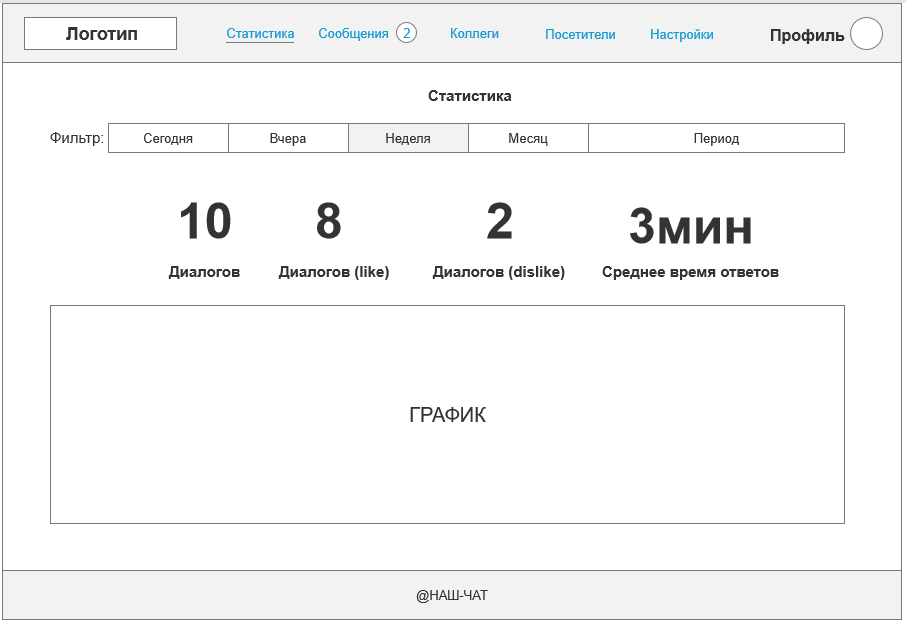 Логотип Статистика Сообщения 2 Коллеги Посетители Настройки Профиль
Статистика
Фильтр: Сегодня Вчера Неделя Месяц Период
10 8 2 3мин
Диалогов Диалогов (like) Диалогов (dislike) Среднее время ответов
ГРАФИК
@НАШ-ЧАТ